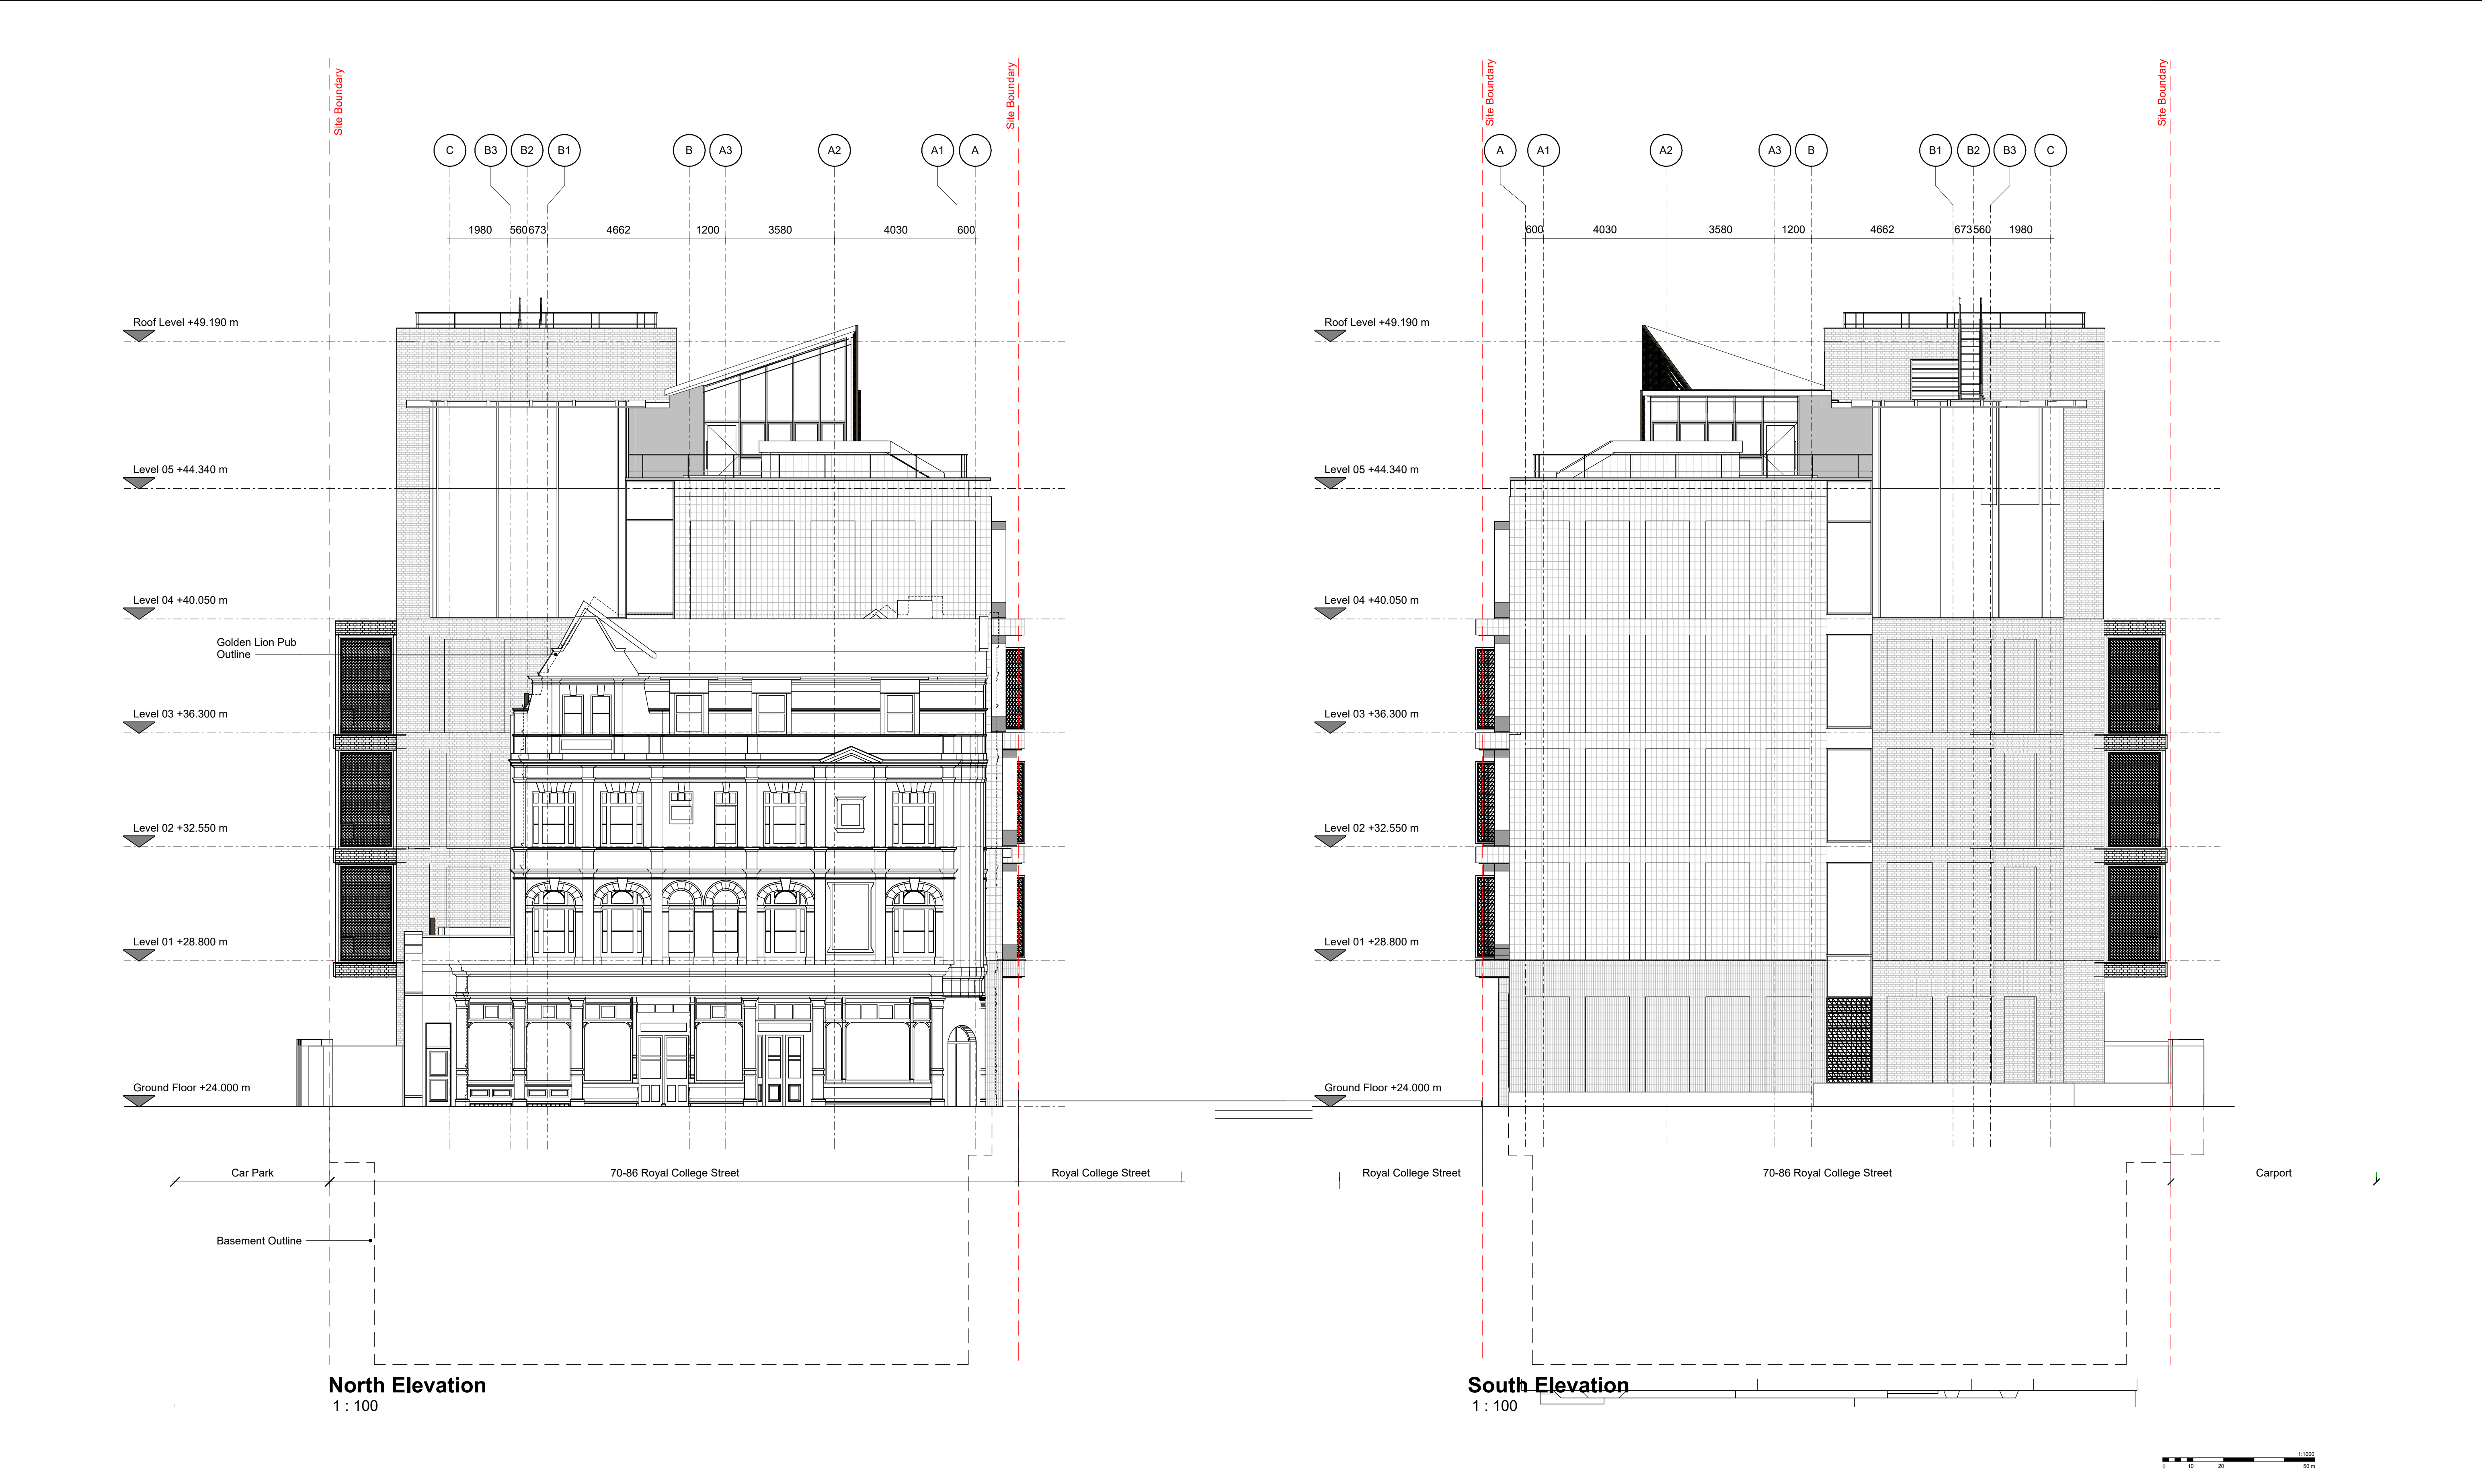 Site Boundary
Site Boundary
C B3 B2 B1 B A3 A2 A1 A
1980 560 673 4662 1200 3580 4030 600
Roof Level +49.190 m
Level 05 +44.340 m
Level 04 +40.050 m
Golden Lion Pub
Outline
Level 03 +36.300 m
Level 02 +32.550 m
Level 01 +28.800 m
Ground Floor +24.000 m
Car Park
70-86 Royal College Street
Royal College Street
Basement Outline
North Elevation
1 : 100
Site Boundary
Site Boundary
A A1 A2 A3 B B1 B2 B3 C
600 4030 3580 1200 4662 673 560 1980
Roof Level +49.190 m
Level 05 +44.340 m
Level 04 +40.050 m
Level 03 +36.300 m
Level 02 +32.550 m
Level 01 +28.800 m
Ground Floor +24.000 m
Royal College Street
70-86 Royal College Street
Carport
South Elevation
1 : 100
1:1000
0 10 20 50 m